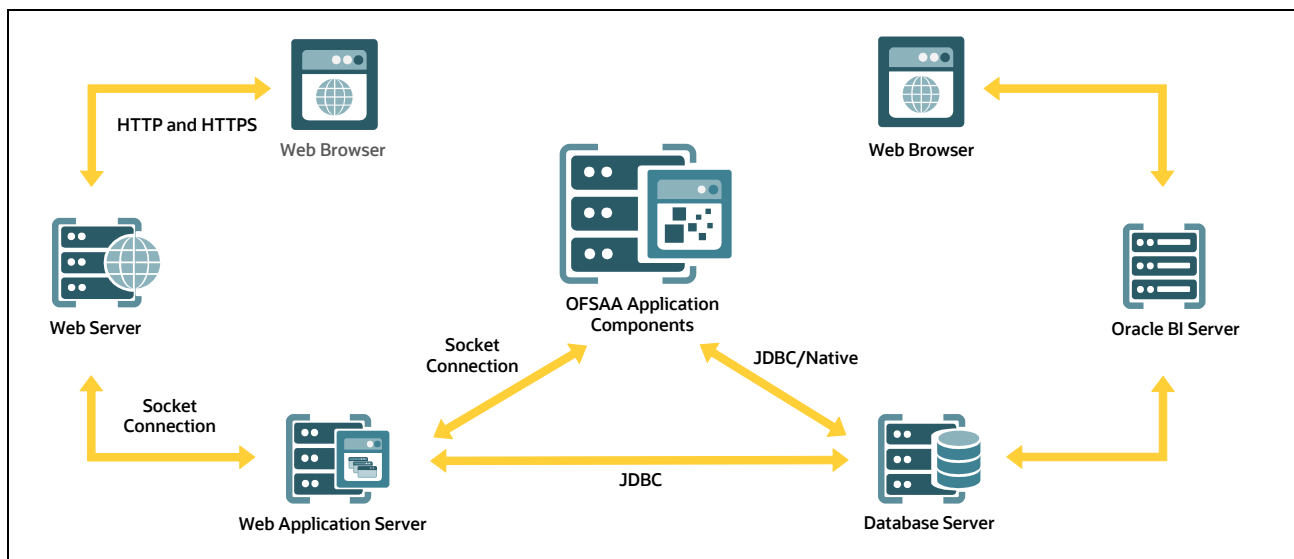 HTTP and HTTPS
Web Browser
Web Browser
Web Server
OFSAA Application
Components
Oracle BI Server
Socket
Connection
JDBC/Native
Socket
Connection
JDBC
Web Application Server
Database Server